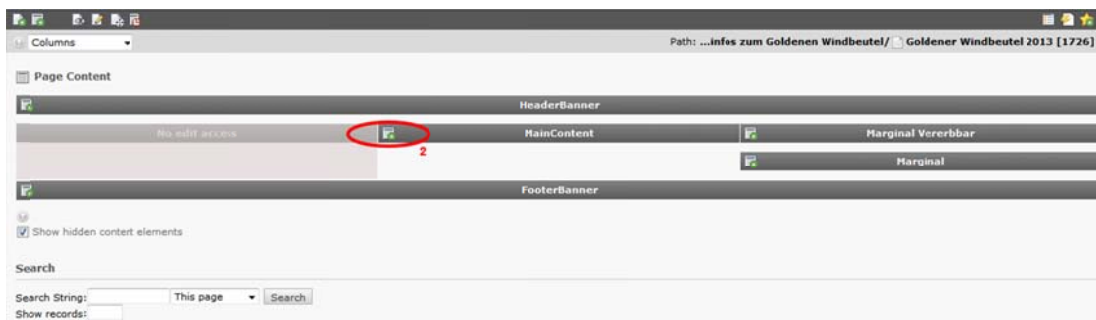 Columns
Path: ...infos zum Goldenen Windbeutel/ Goldener Windbeutel 2013 [1726]
Page Content
HeaderBanner
No edit access
MainContent
Marginal Vererbbar
2
Marginal
FooterBanner
Show hidden content elements
Search
Search String: This page Search
Show records: